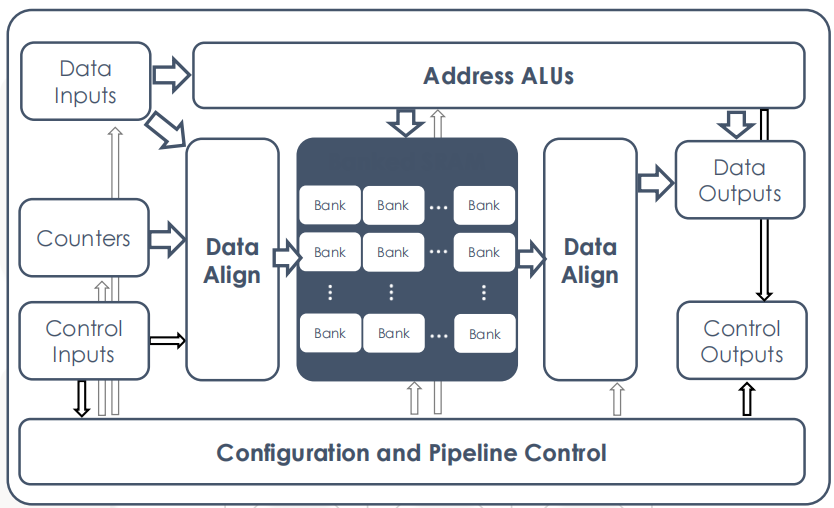 Data
Inputs
Address ALUs
Data
Outputs
Counters
Data
Align
Bank Bank ... Bank
Bank Bank ... Bank
⋮ ⋮ ⋮
Bank Bank ... Bank
Data
Align
Control
Inputs
Control
Outputs
Configuration and Pipeline Control